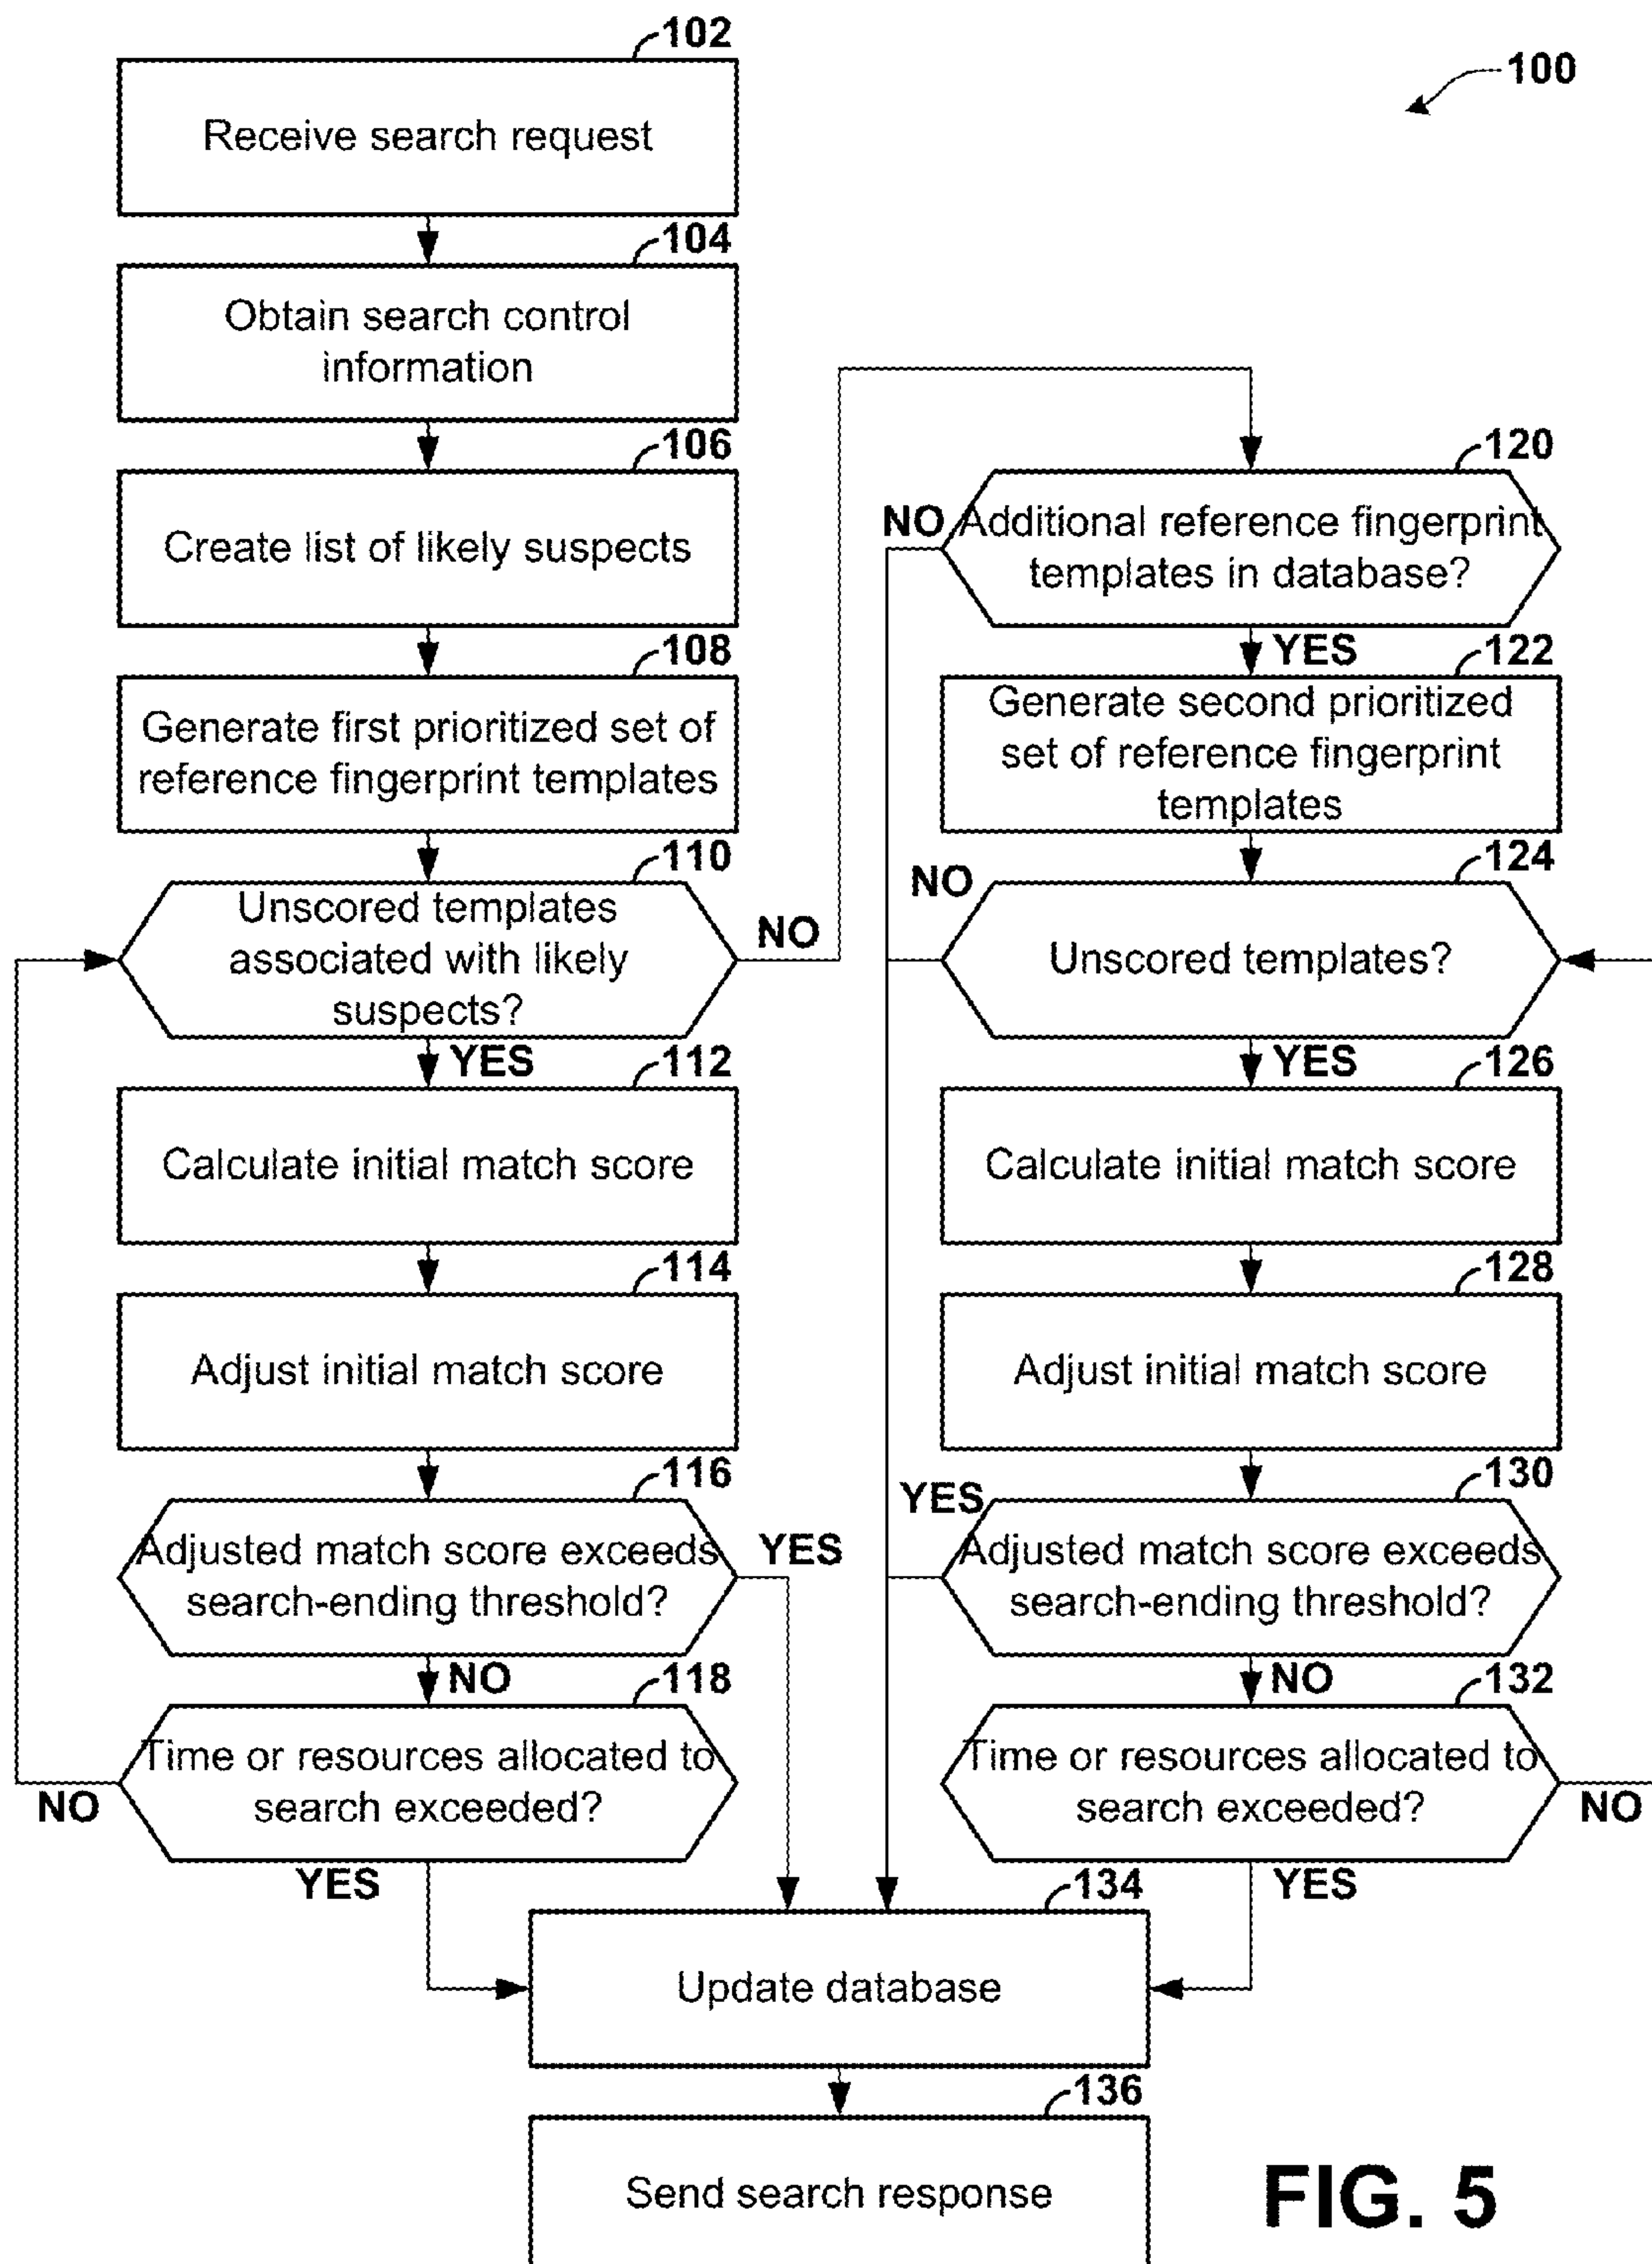 102
100
Receive search request
104
Obtain search control
information
106
Create list of likely suspects
108
Generate first prioritized set of
reference fingerprint templates
110
Unscored templates
associated with likely
suspects?
NO
YES
112
Calculate initial match score
114
Adjust initial match score
116
Adjusted match score exceeds
search-ending threshold?
YES
NO
118
Time or resources allocated to
search exceeded?
NO
YES
120
NO
Additional reference fingerprint
templates in database?
YES
122
Generate second prioritized
set of reference fingerprint
templates
124
NO
Unscored templates?
YES
126
Calculate initial match score
128
Adjust initial match score
130
YES
Adjusted match score exceeds
search-ending threshold?
NO
132
Time or resources allocated to
search exceeded?
NO
YES
134
Update database
136
Send search response
FIG. 5